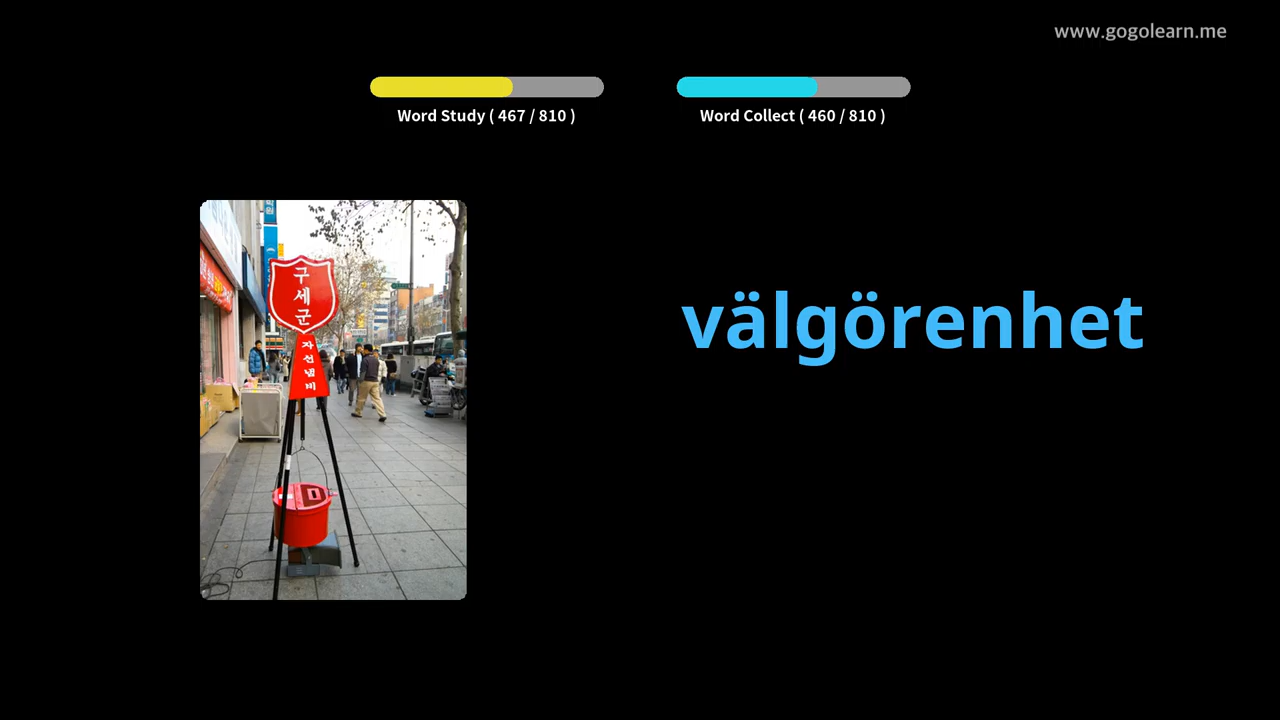 www.gogolearn.me
Word Study ( 467 / 810 )
Word Collect ( 460 / 810 )
välgörenhet
구세군
자선냄비